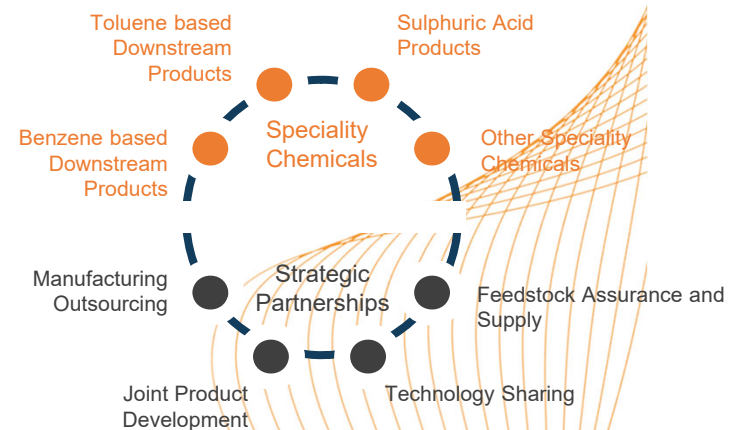 Toluene based
Downstream
Products
Sulphuric Acid
Products
Benzene based
Downstream
Products
Speciality
Chemicals
Other Speciality
Chemicals
Manufacturing
Outsourcing
Strategic
Partnerships
Feedstock Assurance and
Supply
Joint Product
Development
Technology Sharing